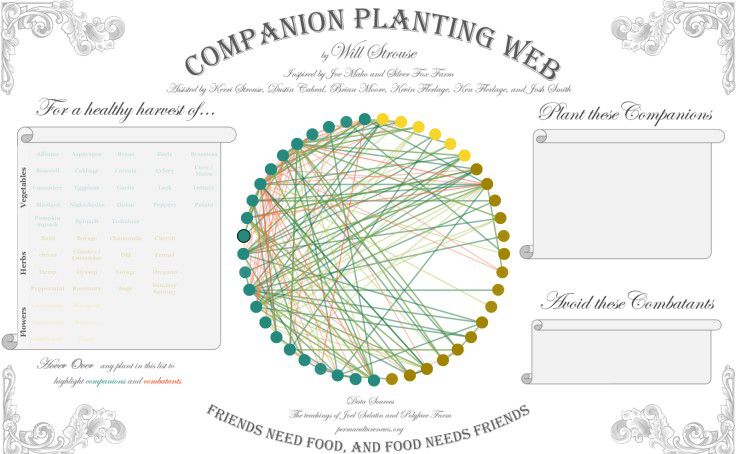 COMPANION PLANTING WEB
by Will Strouse
Inspired by Joe Mako and Silver Fox Farm
Assisted by Kerri Strouse, Dustin Cabral, Brian Moore, Kevin Flerlage, Ken Flerlage, and Josh Smith
For a healthy harvest of...
Vegetables
Alliums Asparagus Beans Beets Brassicas
Broccoli Cabbage Carrots Celery Corn / Maize
Cucumber Eggplant Garlic Leek Lettuce
Mustard Nightshades Onion Peppers Potato
Pumpkin Squash Spinach Tomatoes
Herbs
Basil Borage Chamomile Chervil
chives Cilantro / Coriander Dill Fennel
Hemp Hyssop Lovage Oregano
Peppermint Rosemary Sage Summer Savory
Flowers
Hover Over any plant in this list to
highlight companions and combatants
Plant these Companions
Avoid these Combatants
Data Sources
The teachings of Joel Salatin and Polyface Farm
permaculturenews.org
FRIENDS NEED FOOD, AND FOOD NEEDS FRIENDS